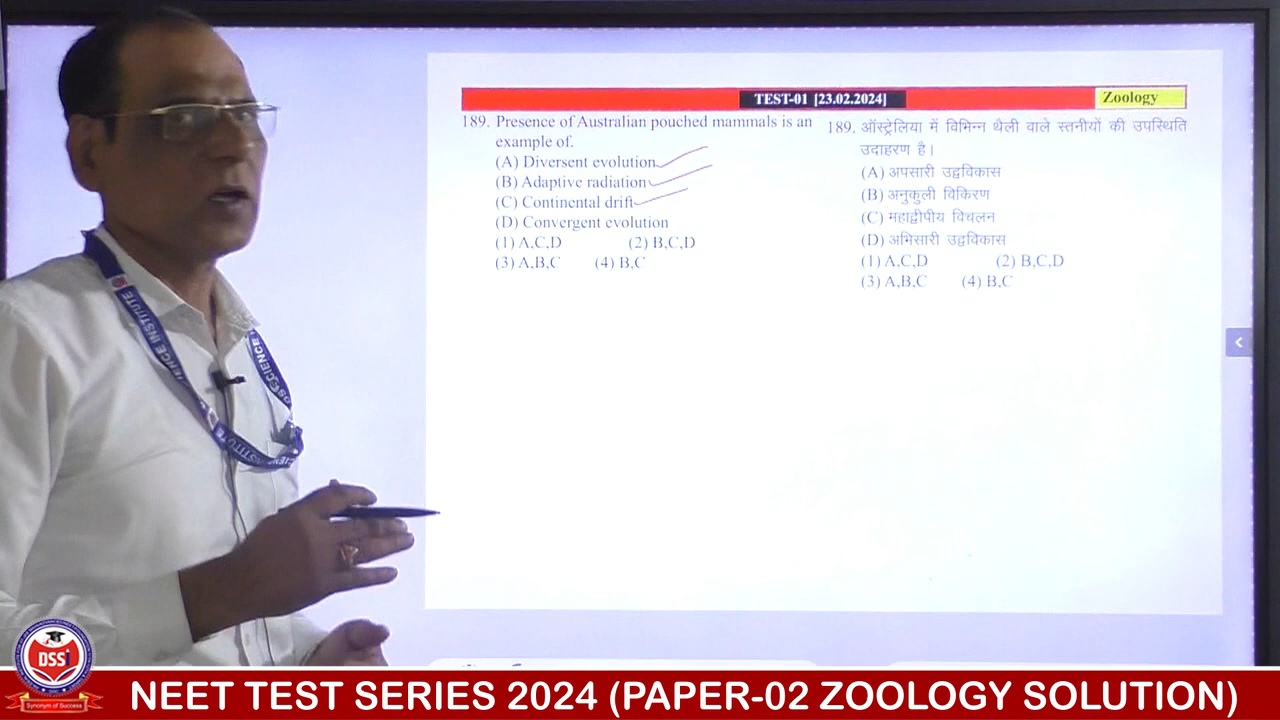 TEST-01 [23.02.2024]
Zoology
189. Presence of Australian pouched mammals is an
example of.
(A) Diversent evolution
(B) Adaptive radiation
(C) Continental drift
(D) Convergent evolution
(1) A,C,D (2) B,C,D
(3) A,B,C (4) B,C
189. ऑस्ट्रेलिया में विभिन्न थैली वाले स्तनीयों की उपस्थिति
उदाहरण है।
(A) अपसारी उद्वविकास
(B) अनुकुली विकिरण
(C) महाद्वीपीय विचलन
(D) अभिसारी उद्वविकास
(1) A,C,D (2) B,C,D
(3) A,B,C (4) B,C
DSSi
Synonym of Success
NEET TEST SERIES 2024 (PAPER-02 ZOOLOGY SOLUTION)